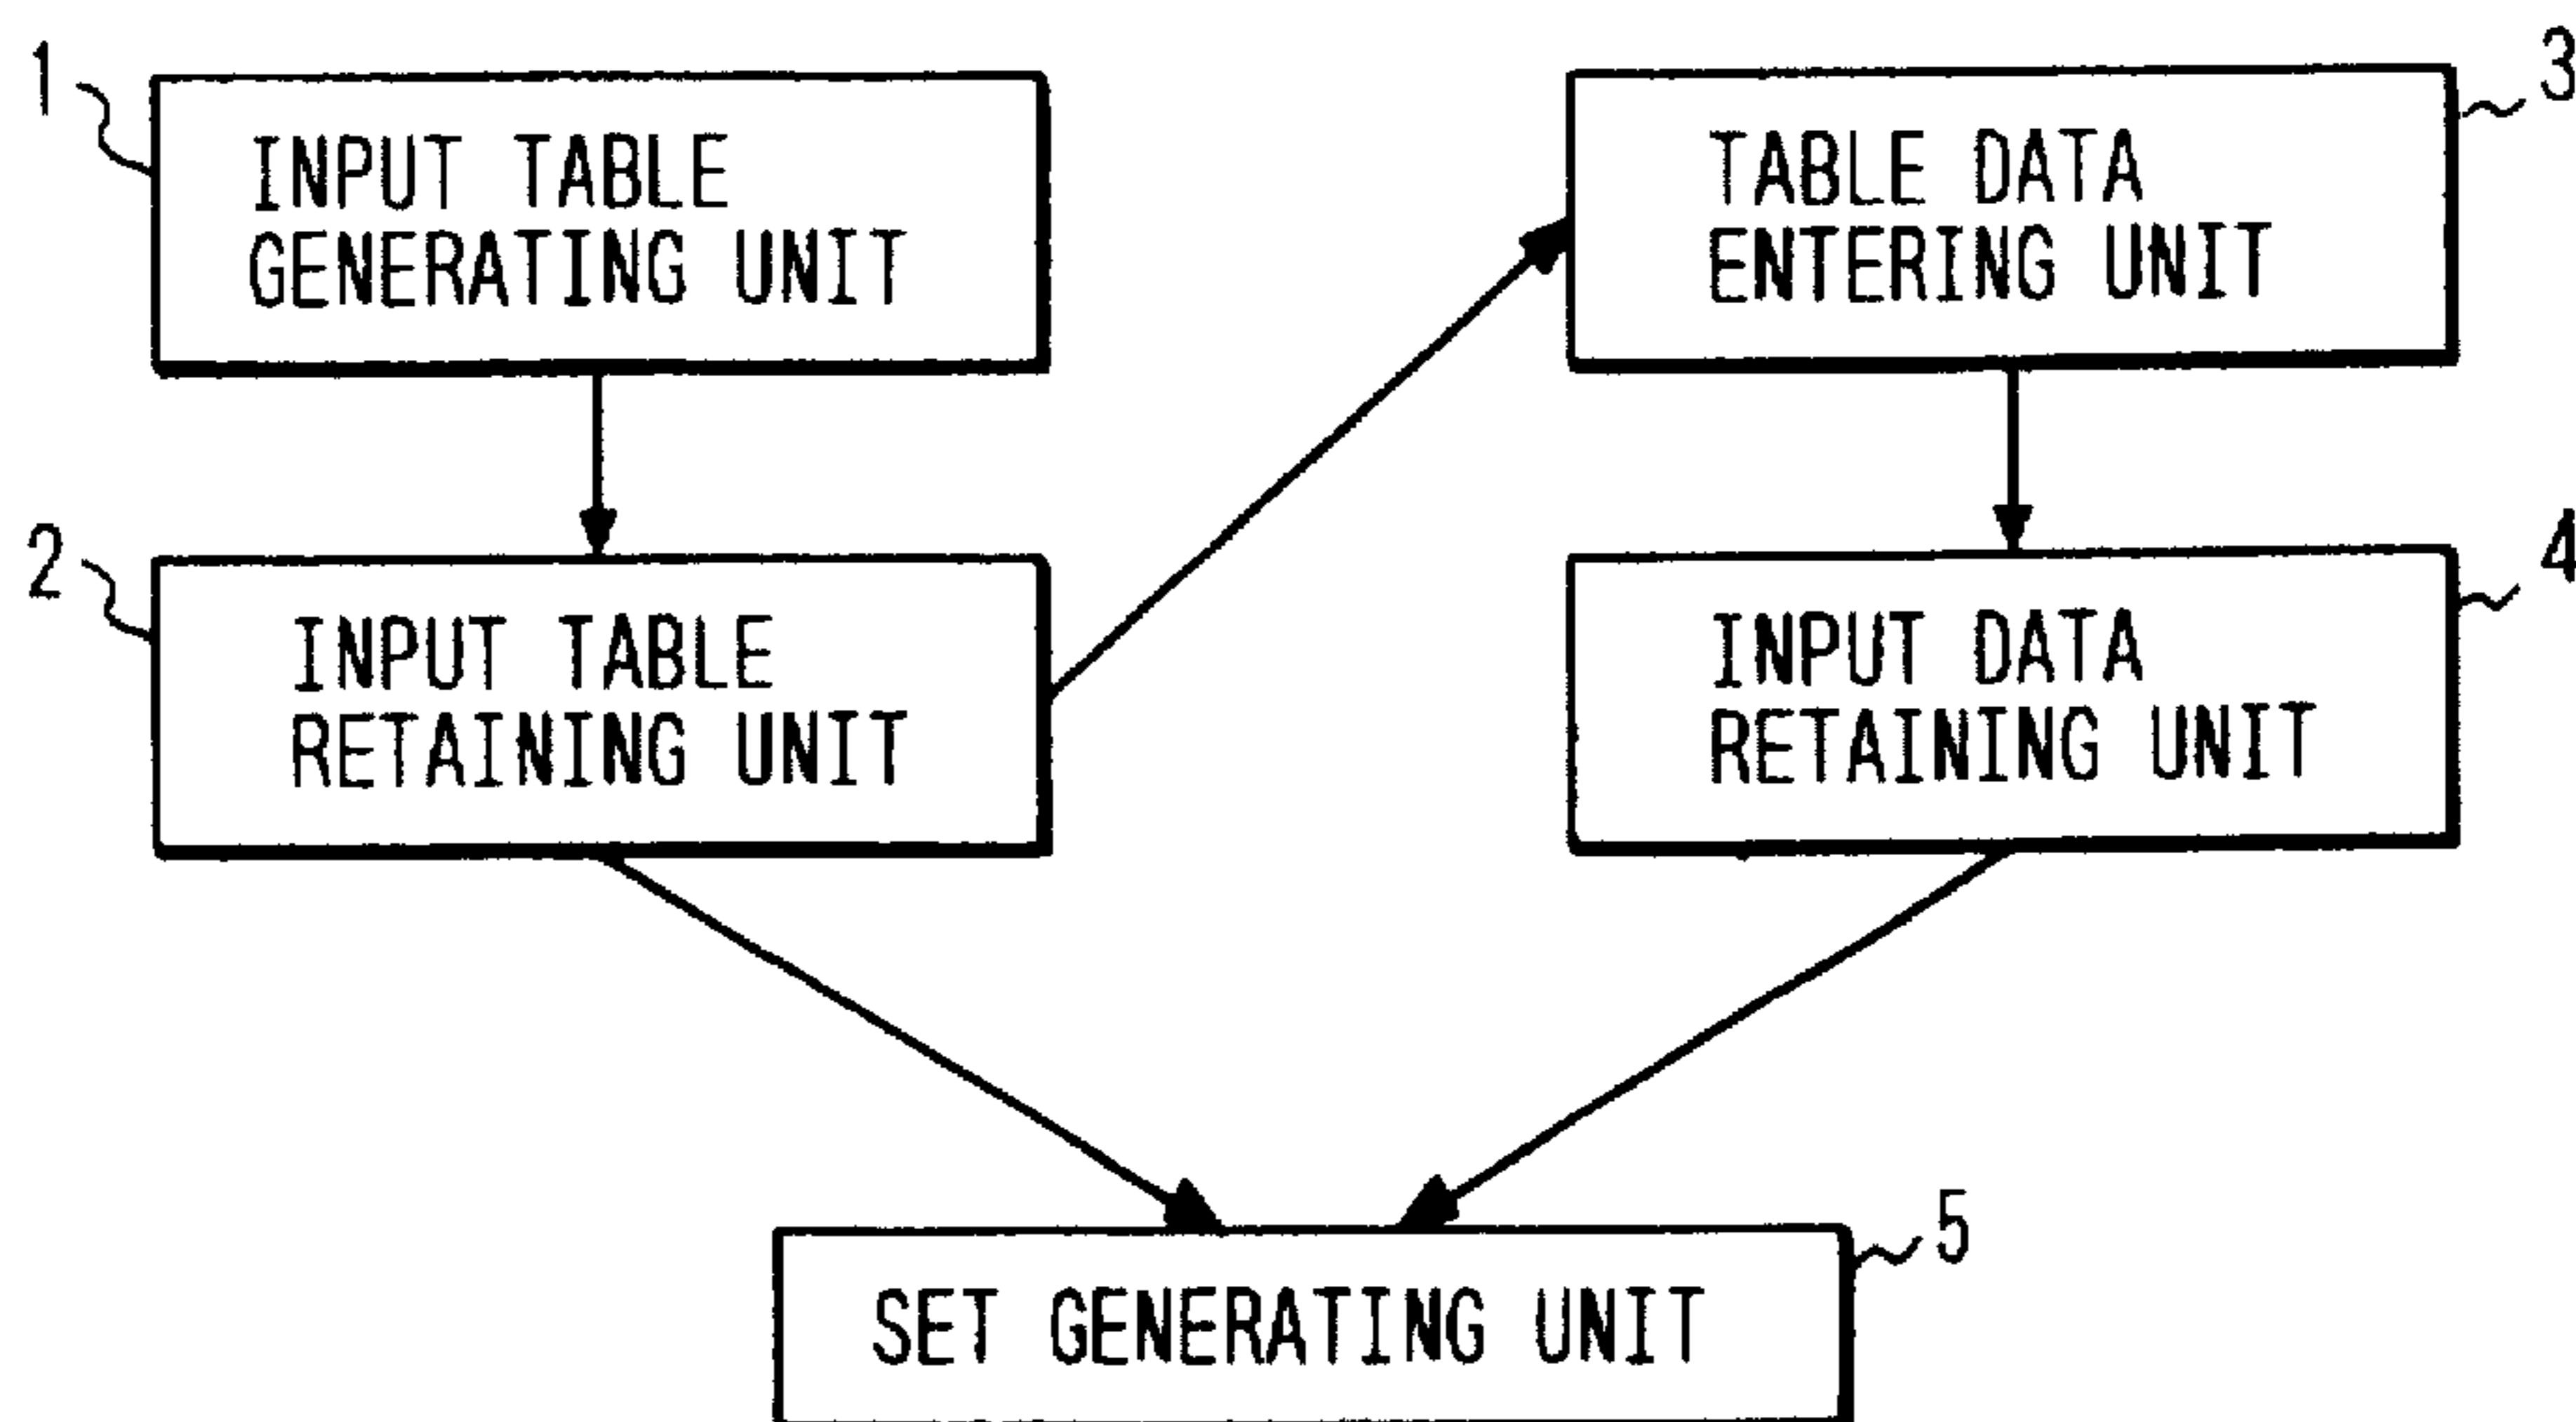 1
INPUT TABLE
GENERATING UNIT
3
TABLE DATA
ENTERING UNIT
2
INPUT TABLE
RETAINING UNIT
4
INPUT DATA
RETAINING UNIT
5
SET GENERATING UNIT